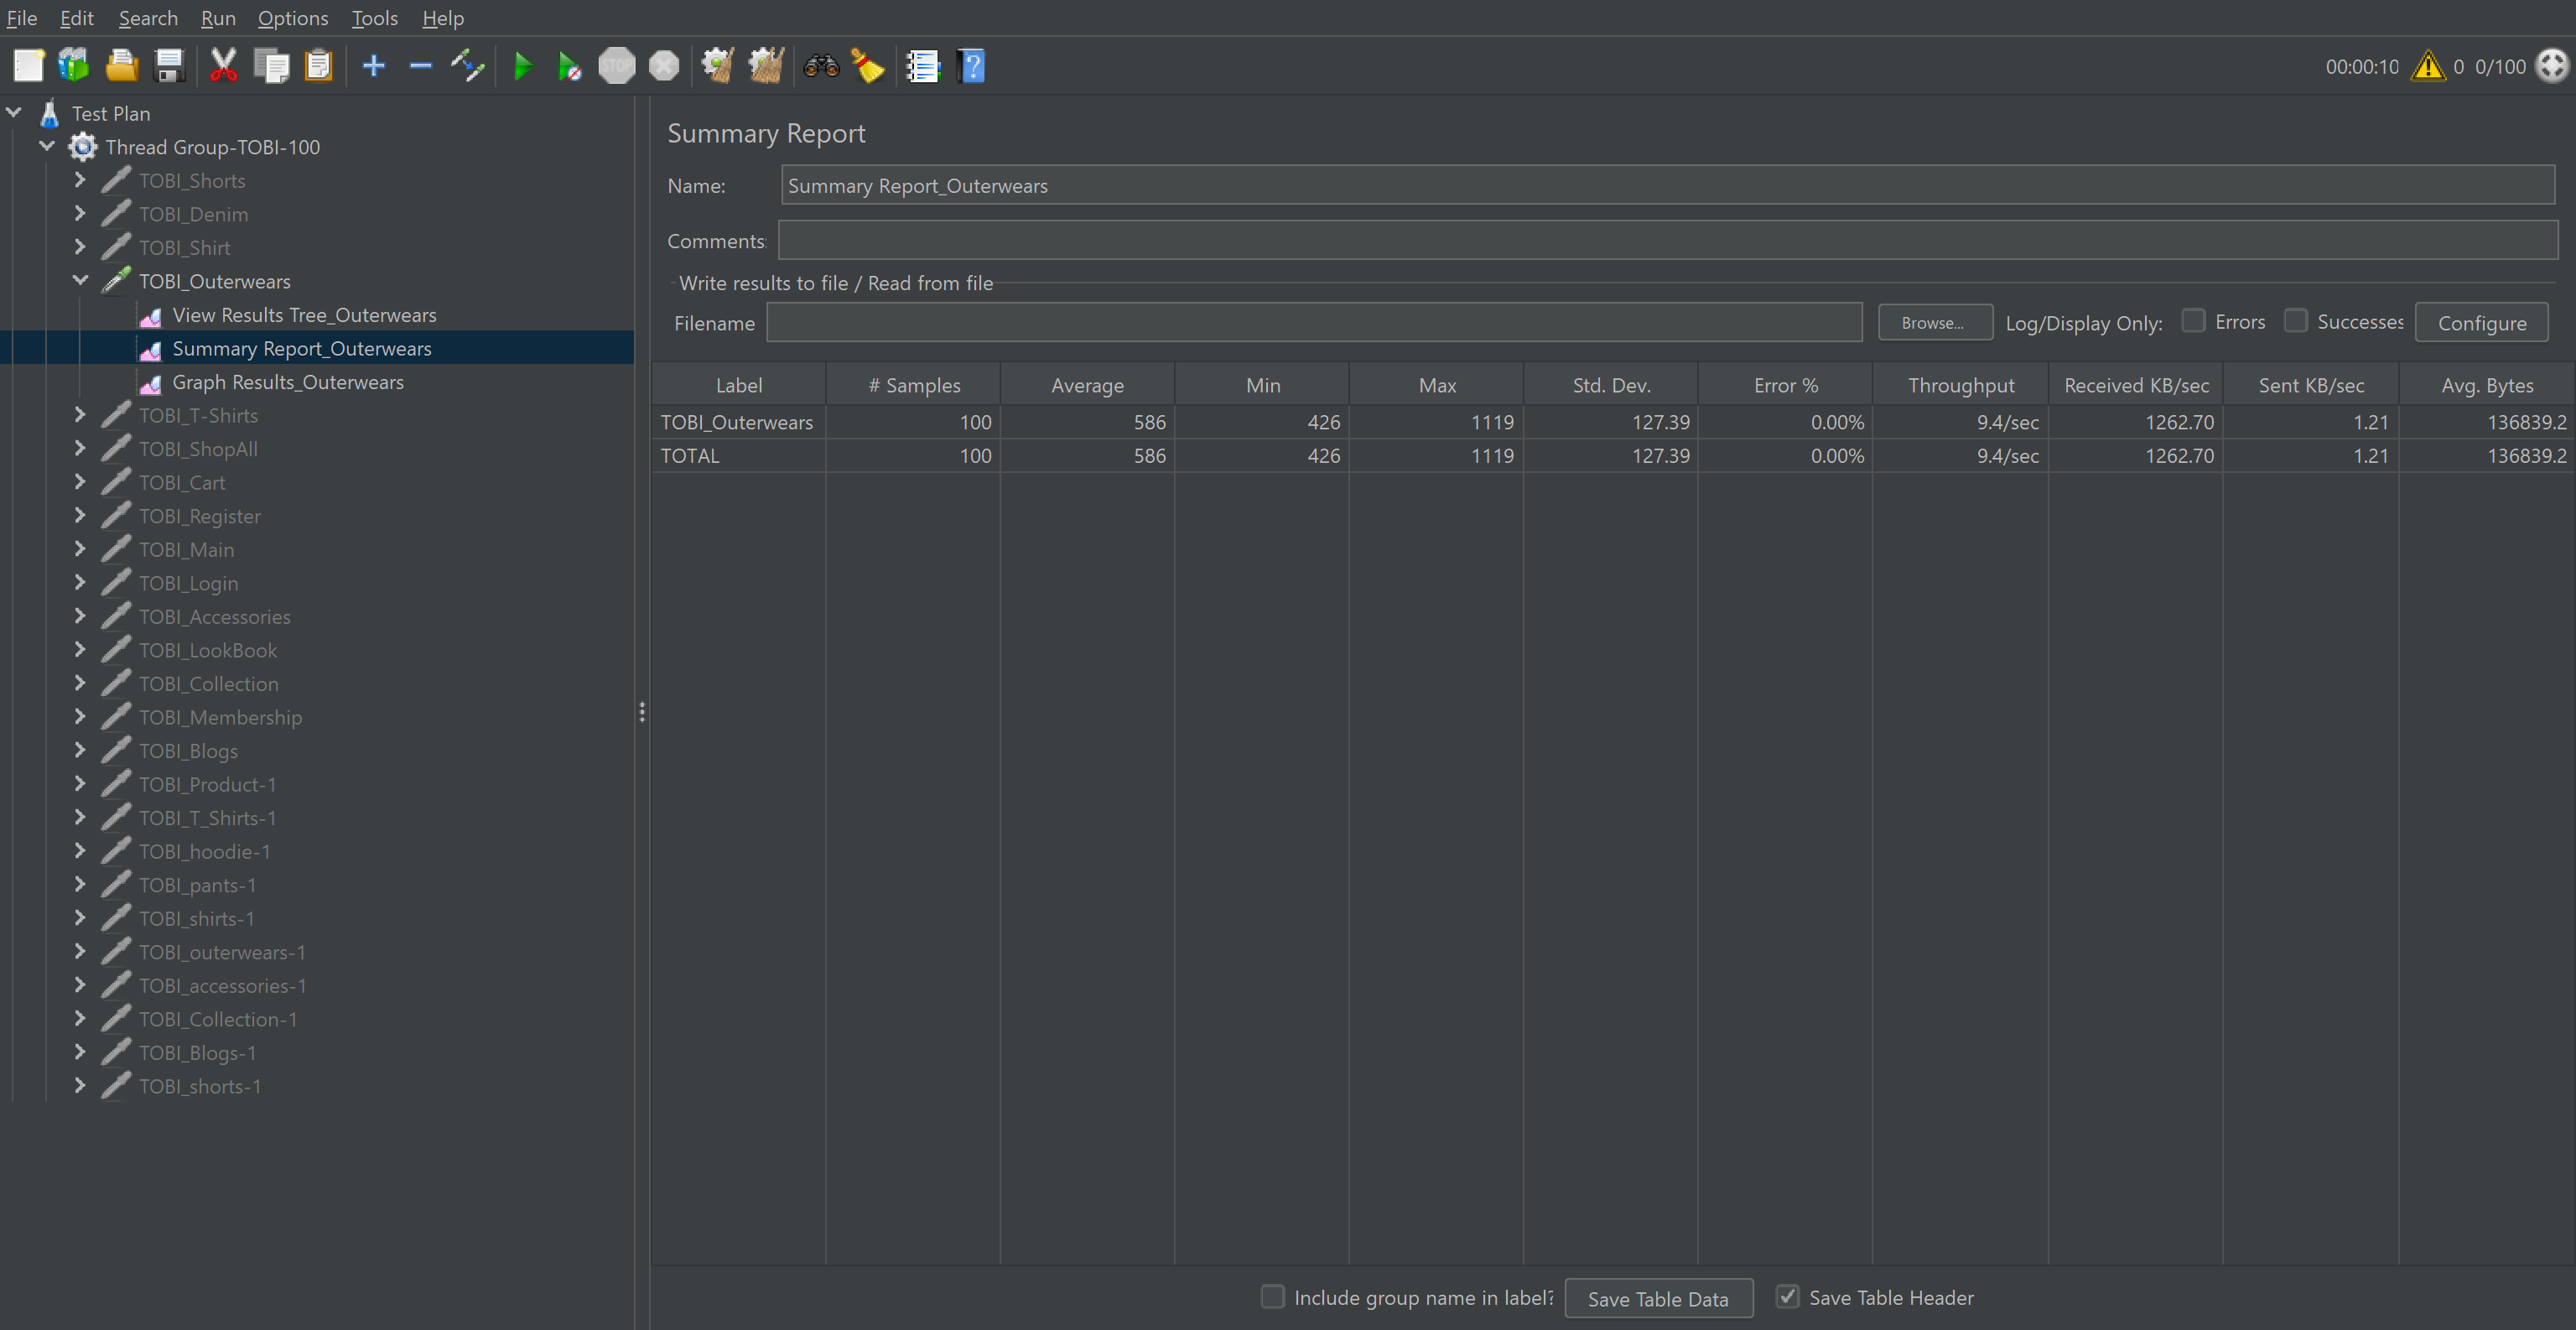 File Edit Search Run Options Tools Help
STOP
?
00:00:10 0 0/100
Test Plan
Thread Group-TOBI-100
TOBI_Shorts
TOBI_Denim
TOBI_Shirt
TOBI_Outerwears
View Results Tree_Outerwears
Summary Report_Outerwears
Graph Results_Outerwears
TOBI_T-Shirts
TOBI_ShopAll
TOBI_Cart
TOBI_Register
TOBI_Main
TOBI_Login
TOBI_Accessories
TOBI_LookBook
TOBI_Collection
TOBI_Membership
TOBI_Blogs
TOBI_Product-1
TOBI_T_Shirts-1
TOBI_hoodie-1
TOBI_pants-1
TOBI_shirts-1
TOBI_outerwears-1
TOBI_accessories-1
TOBI_Collection-1
TOBI_Blogs-1
TOBI_shorts-1
Summary Report
Name: Summary Report_Outerwears
Comments:
Write results to file / Read from file
Filename Browse... Log/Display Only: Errors Successes Configure
Label # Samples Average Min Max Std. Dev. Error % Throughput Received KB/sec Sent KB/sec Avg. Bytes
TOBI_Outerwears 100 586 426 1119 127.39 0.00% 9.4/sec 1262.70 1.21 136839.2
TOTAL 100 586 426 1119 127.39 0.00% 9.4/sec 1262.70 1.21 136839.2
Include group name in label? Save Table Data Save Table Header